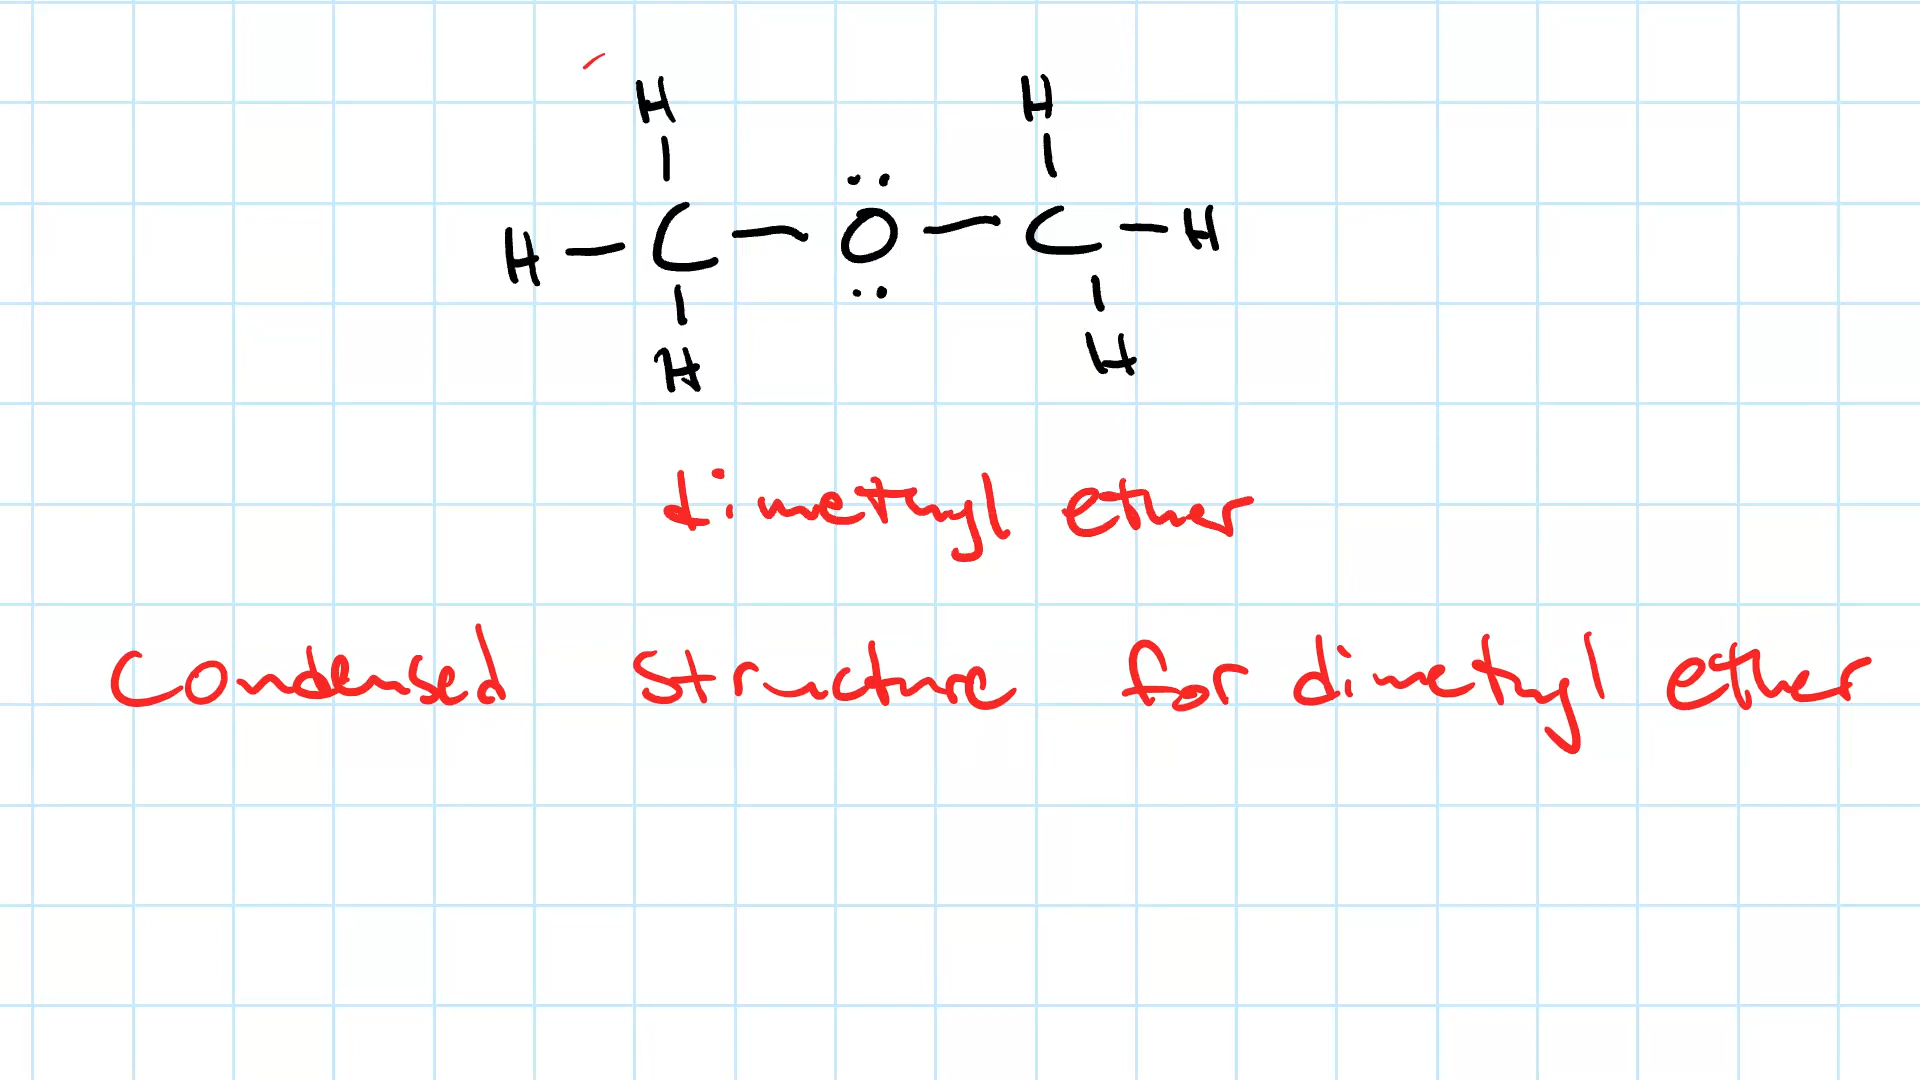 H H
H – C – O – C – H
H H
dimethyl ether
Condensed structure for dimethyl ether